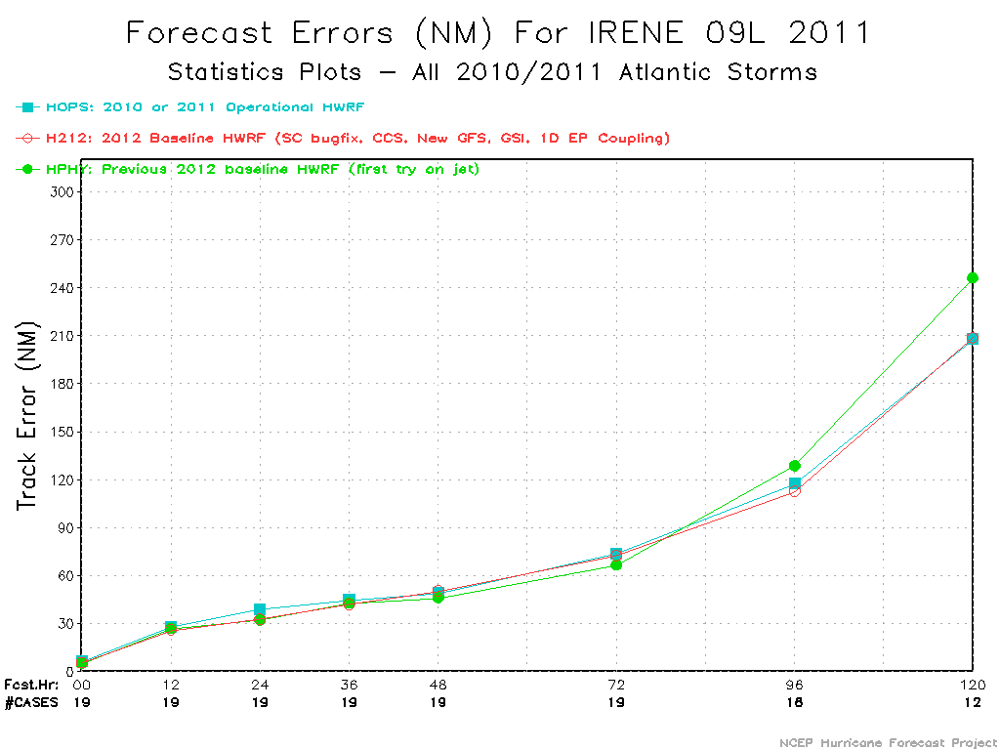 Forecast Errors (NM) For IRENE 09L 2011
Statistics Plots – All 2010/2011 Atlantic Storms
HOPS: 2010 or 2011 Operational HWRF
H212: 2012 Baseline HWRF (SC bugfix, CCS, New GFS, GSI, 1D EP Coupling)
HPHY: Previous 2012 baseline HWRF (first try on jet)
300
270
240
210
180
150
120
90
60
30
0
Track Error (NM)
Fcst.Hr: 00 12 24 36 48 72 96 120
#CASES 19 19 19 19 19 19 16 12
NCEP Hurricane Forecast Project